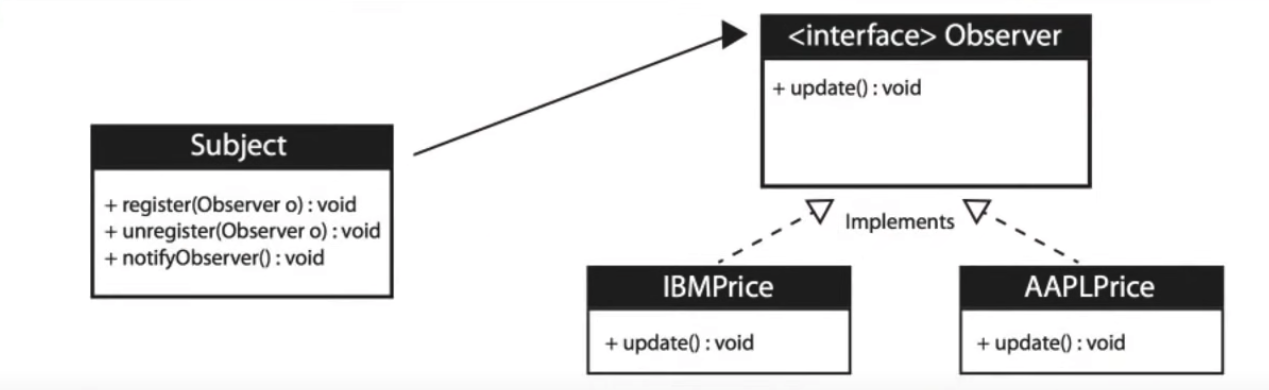 <interface> Observer
+ update() : void
Subject
+ register(Observer o) : void
+ unregister(Observer o) : void
+ notifyObserver() : void
Implements
IBMPrice
+ update() : void
AAPLPrice
+ update() : void